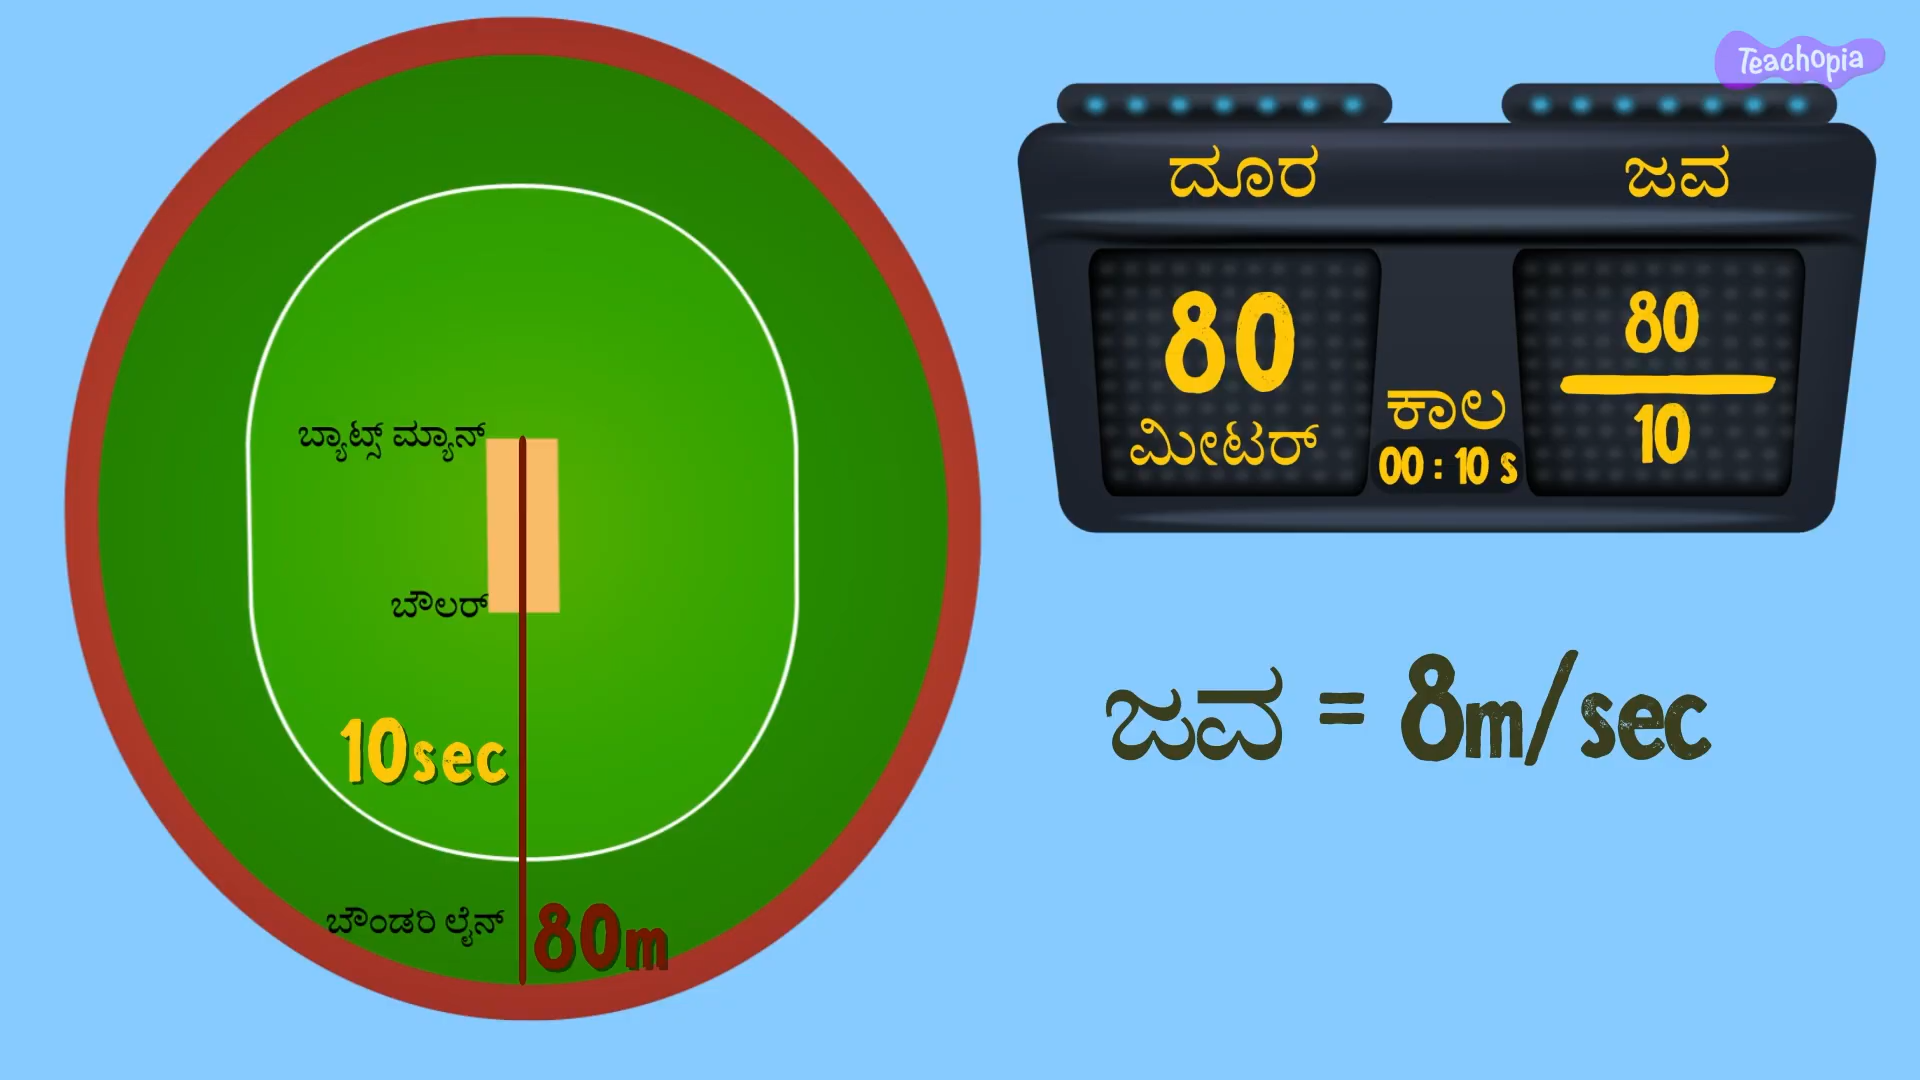 Teachopia
ದೂರ
ಜವ
80
ಮೀಟರ್
ಕಾಲ
00 : 10 s
80
10
ಬ್ಯಾಟ್ಸ್ ಮ್ಯಾನ್
ಬೌಲರ್
10sec
ಬೌಂಡರಿ ಲೈನ್
80m
ಜವ = 8m/sec